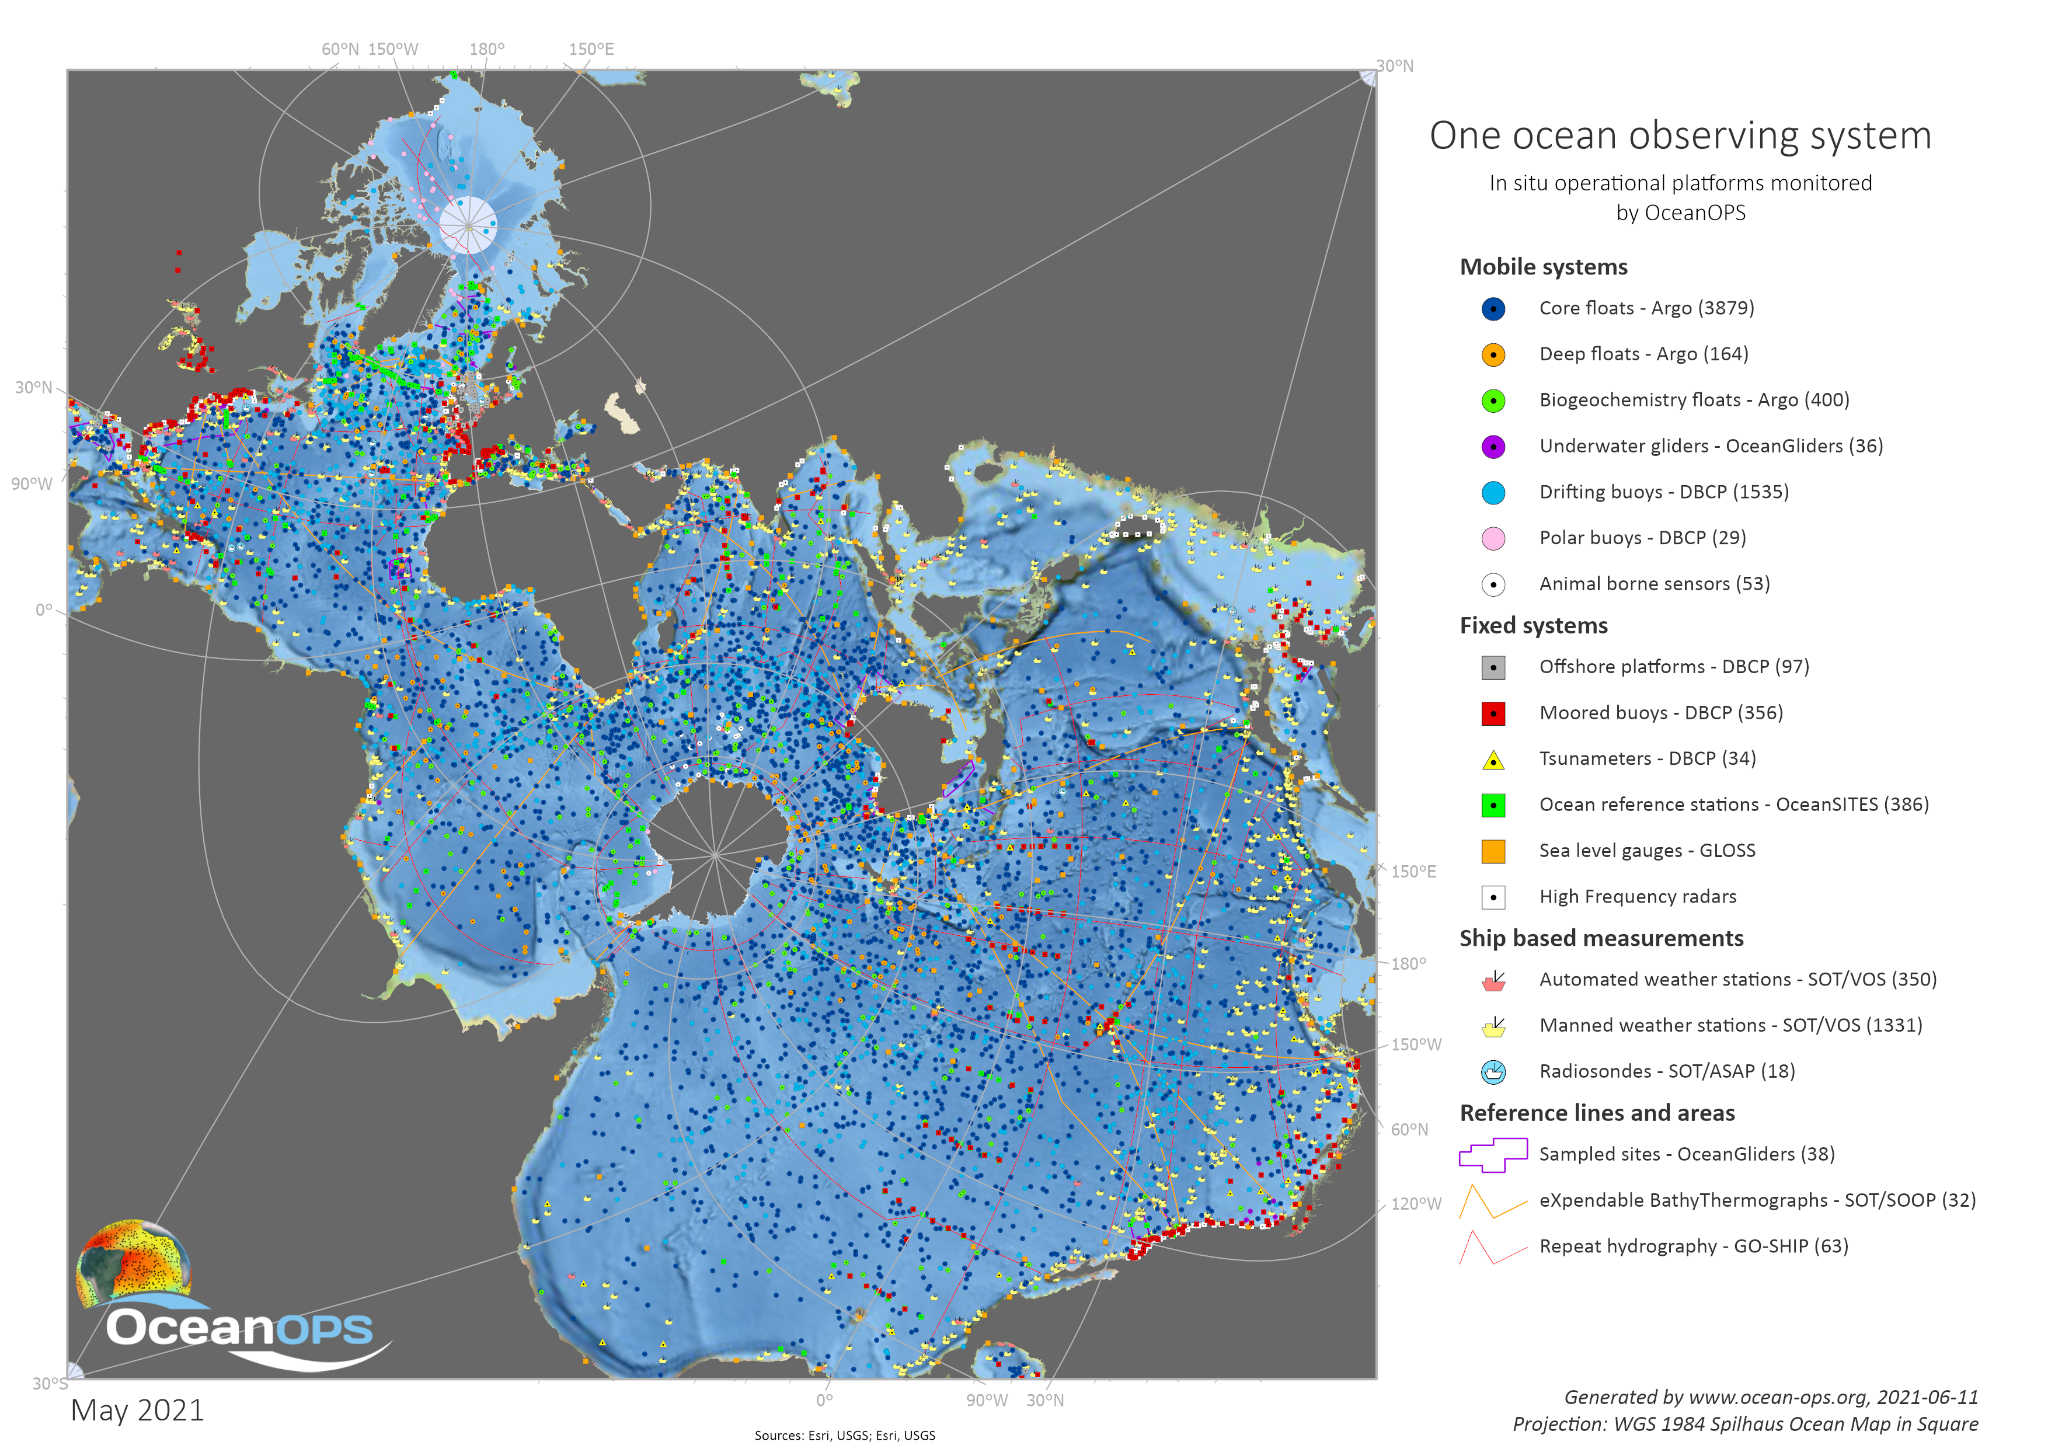 60°N 150°W 180° 150°E
30°N
30°N
90°W
0°
30°S
150°E
180°
150°W
60°N
120°W
0° 90°W 30°N
One ocean observing system
In situ operational platforms monitored
by OceanOPS
Mobile systems
Core floats - Argo (3879)
Deep floats - Argo (164)
Biogeochemistry floats - Argo (400)
Underwater gliders - OceanGliders (36)
Drifting buoys - DBCP (1535)
Polar buoys - DBCP (29)
Animal borne sensors (53)
Fixed systems
Offshore platforms - DBCP (97)
Moored buoys - DBCP (356)
Tsunameters - DBCP (34)
Ocean reference stations - OceanSITES (386)
Sea level gauges - GLOSS
High Frequency radars
Ship based measurements
Automated weather stations - SOT/VOS (350)
Manned weather stations - SOT/VOS (1331)
Radiosondes - SOT/ASAP (18)
Reference lines and areas
Sampled sites - OceanGliders (38)
eXpendable BathyThermographs - SOT/SOOP (32)
Repeat hydrography - GO-SHIP (63)
OceanOPS
May 2021
Sources: Esri, USGS; Esri, USGS
Generated by www.ocean-ops.org, 2021-06-11
Projection: WGS 1984 Spilhaus Ocean Map in Square